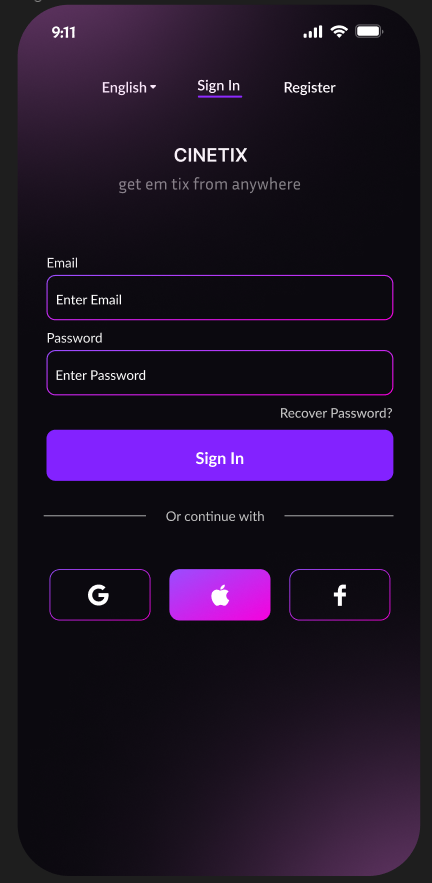 9:11
English Sign In Register
CINETIX
get em tix from anywhere
Email
Enter Email
Password
Enter Password
Recover Password?
Sign In
Or continue with